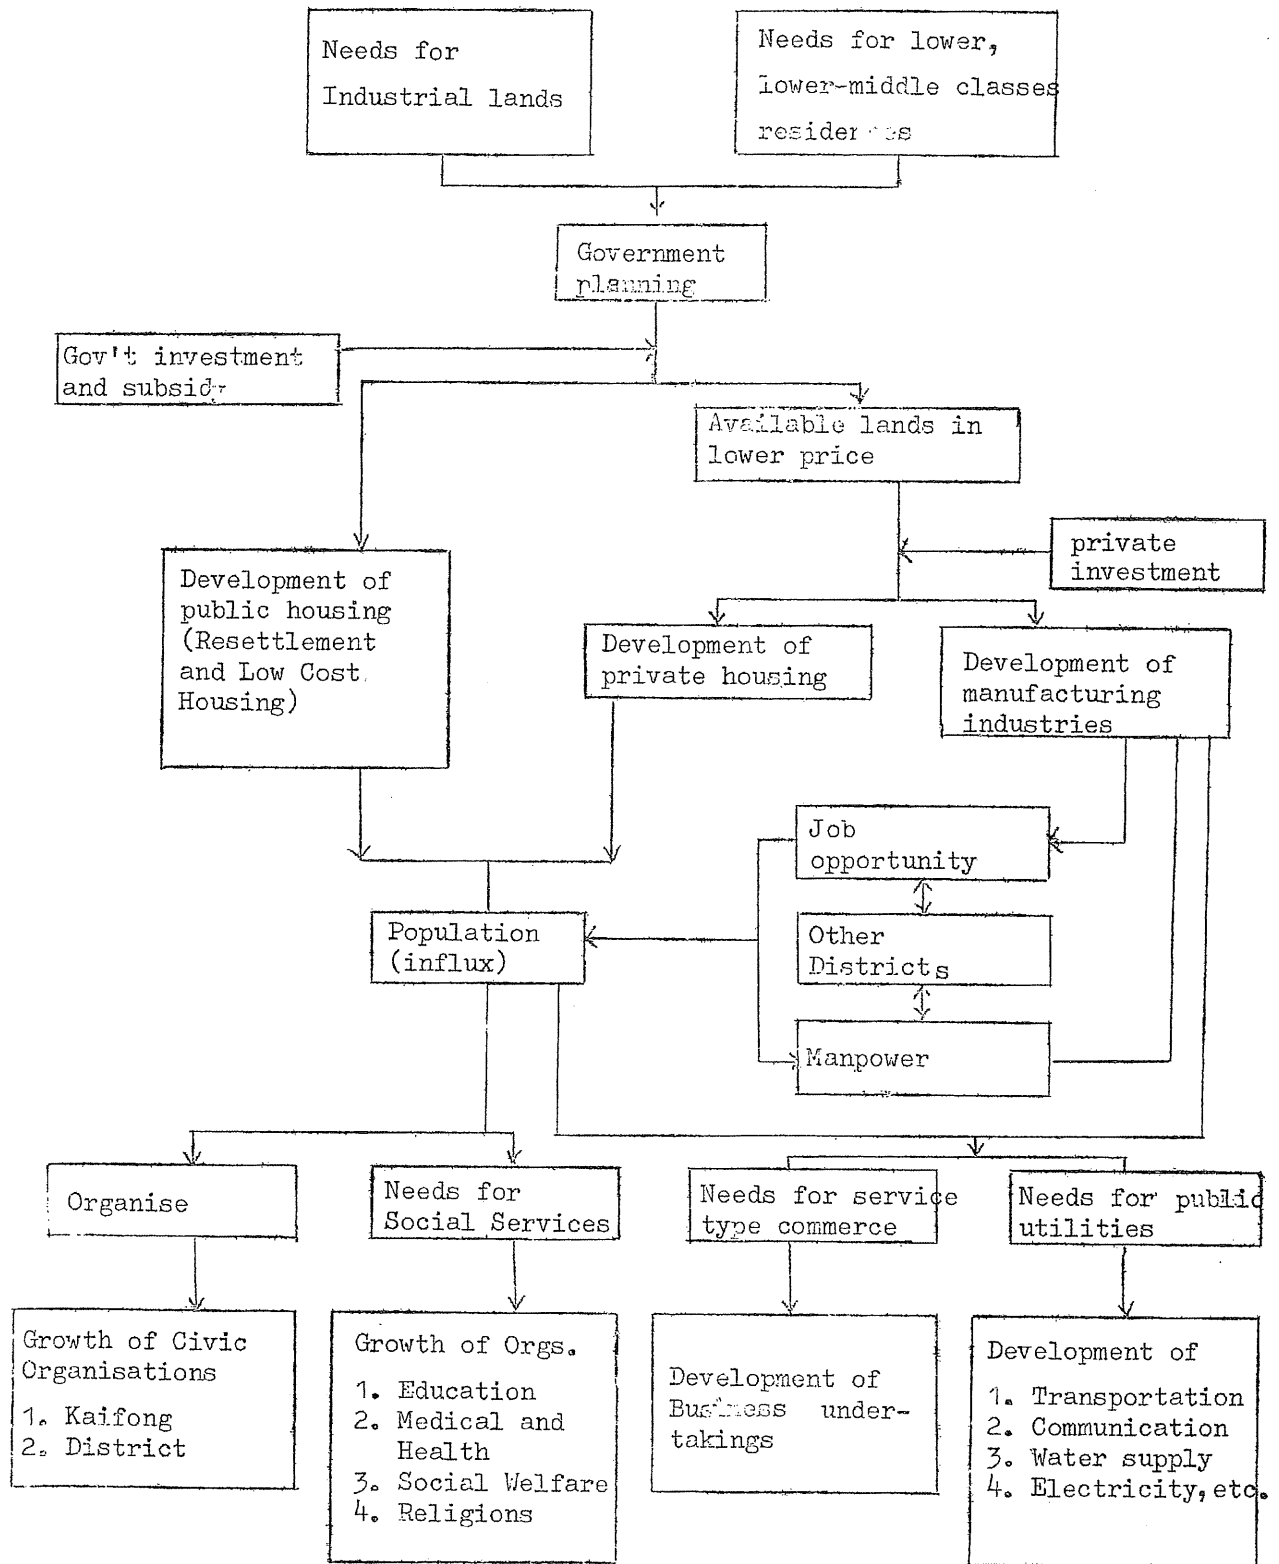 Needs for
Industrial lands
Needs for lower,
lower-middle classes
residences
Government
planning
Gov't investment
and subsidy
Available lands in
lower price
private
investment
Development of
public housing
(Resettlement
and Low Cost
Housing)
Development of
private housing
Development of
manufacturing
industries
Job
opportunity
Population
(influx)
Other
Districts
Manpower
Organise
Needs for
Social Services
Needs for service
type commerce
Needs for public
utilities
Growth of Civic
Organisations
1. Kaifong
2. District
Growth of Orgs.
1. Education
2. Medical and
Health
3. Social Welfare
4. Religions
Development of
Business under-
takings
Development of
1. Transportation
2. Communication
3. Water supply
4. Electricity, etc.